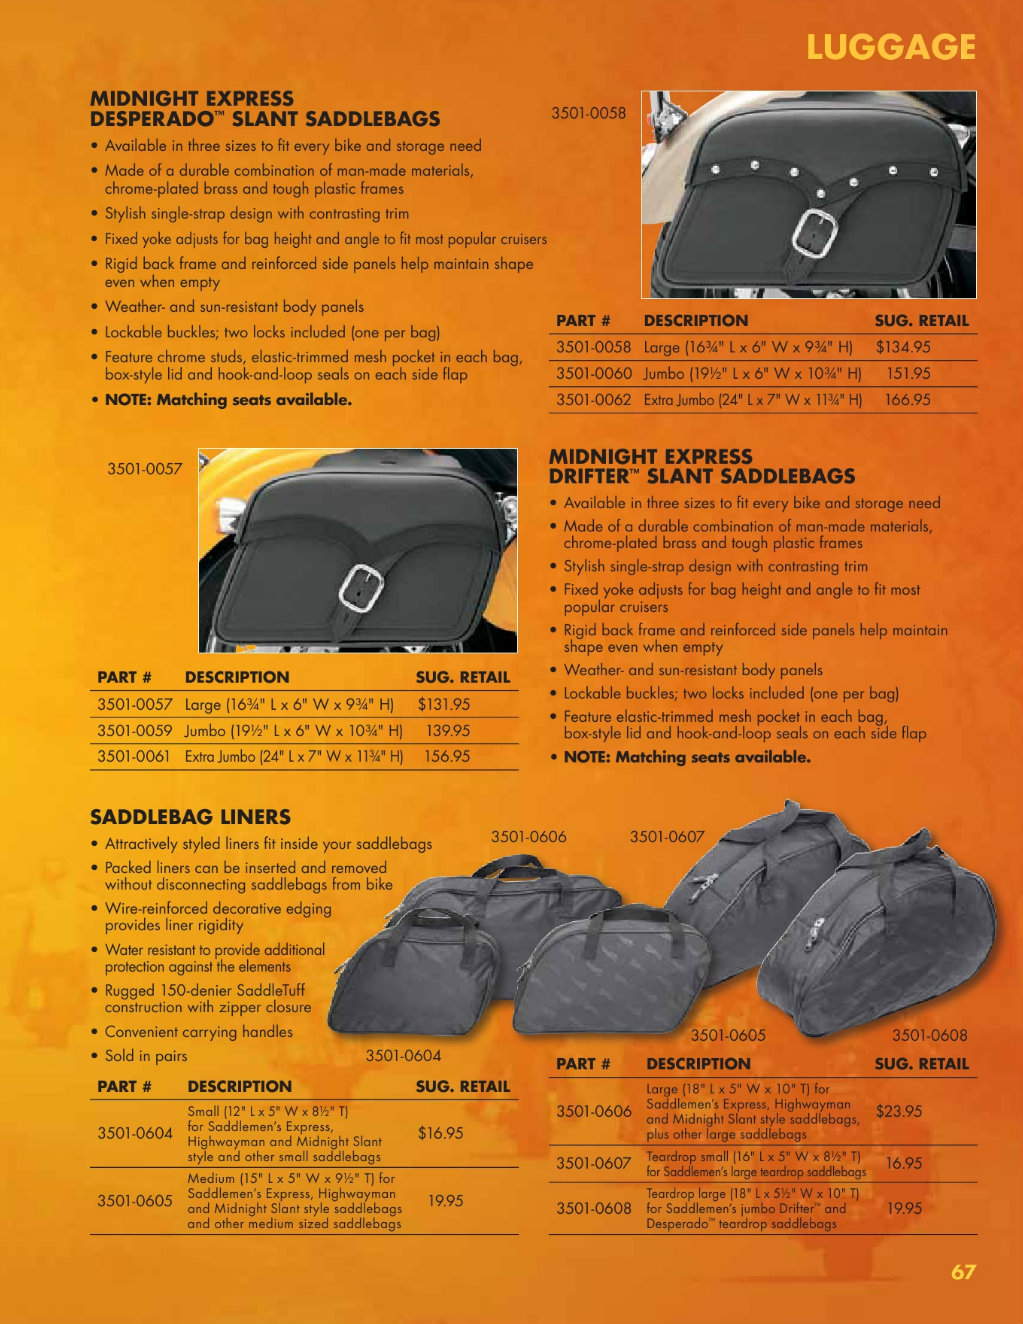 LUGGAGE
MIDNIGHT EXPRESS
DESPERADO™ SLANT SADDLEBAGS
• Available in three sizes to fit every bike and storage need
• Made of a durable combination of man-made materials,
chrome-plated brass and tough plastic frames
• Stylish single-strap design with contrasting trim
• Fixed yoke adjusts for bag height and angle to fit most popular cruisers
• Rigid back frame and reinforced side panels help maintain shape
even when empty
• Weather- and sun-resistant body panels
• Lockable buckles; two locks included (one per bag)
• Feature chrome studs, elastic-trimmed mesh pocket in each bag,
box-style lid and hook-and-loop seals on each side flap
• NOTE: Matching seats available.
3501-0058
PART # DESCRIPTION SUG. RETAIL
3501-0058 Large (16¾" L x 6" W x 9¾" H) $134.95
3501-0060 Jumbo (19½" L x 6" W x 10¾" H) 151.95
3501-0062 Extra Jumbo (24" L x 7" W x 11¾" H) 166.95
3501-0057
PART # DESCRIPTION SUG. RETAIL
3501-0057 Large (16¾" L x 6" W x 9¾" H) $131.95
3501-0059 Jumbo (19½" L x 6" W x 10¾" H) 139.95
3501-0061 Extra Jumbo (24" L x 7" W x 11¾" H) 156.95
MIDNIGHT EXPRESS
DRIFTER™ SLANT SADDLEBAGS
• Available in three sizes to fit every bike and storage need
• Made of a durable combination of man-made materials,
chrome-plated brass and tough plastic frames
• Stylish single-strap design with contrasting trim
• Fixed yoke adjusts for bag height and angle to fit most
popular cruisers
• Rigid back frame and reinforced side panels help maintain
shape even when empty
• Weather- and sun-resistant body panels
• Lockable buckles; two locks included (one per bag)
• Feature elastic-trimmed mesh pocket in each bag,
box-style lid and hook-and-loop seals on each side flap
• NOTE: Matching seats available.
SADDLEBAG LINERS
• Attractively styled liners fit inside your saddlebags
• Packed liners can be inserted and removed
without disconnecting saddlebags from bike
• Wire-reinforced decorative edging
provides liner rigidity
• Water resistant to provide additional
protection against the elements
• Rugged 150-denier SaddleTuff
construction with zipper closure
• Convenient carrying handles
• Sold in pairs
3501-0606
3501-0607
3501-0604
3501-0605
3501-0608
PART # DESCRIPTION SUG. RETAIL
3501-0604 Small (12" L x 5" W x 8½" T)
for Saddlemen's Express,
Highwayman and Midnight Slant
style and other small saddlebags $16.95
3501-0605 Medium (15" L x 5" W x 9½" T) for
Saddlemen's Express, Highwayman
and Midnight Slant style saddlebags
and other medium sized saddlebags 19.95
PART # DESCRIPTION SUG. RETAIL
3501-0606 Large (18" L x 5" W x 10" T) for
Saddlemen's Express, Highwayman
and Midnight Slant style saddlebags,
plus other large saddlebags $23.95
3501-0607 Teardrop small (16" L x 5" W x 8½" T)
for Saddlemen's large teardrop saddlebags 16.95
3501-0608 Teardrop large (18" L x 5½" W x 10" T)
for Saddlemen's jumbo Drifter™ and
Desperado™ teardrop saddlebags 19.95
67